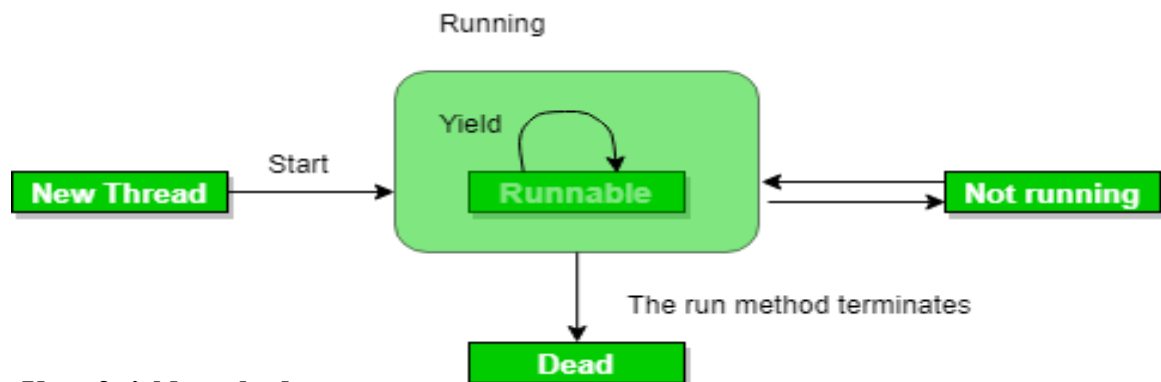 Running
Yield
Start
New Thread
Runnable
Not running
The run method terminates
Dead